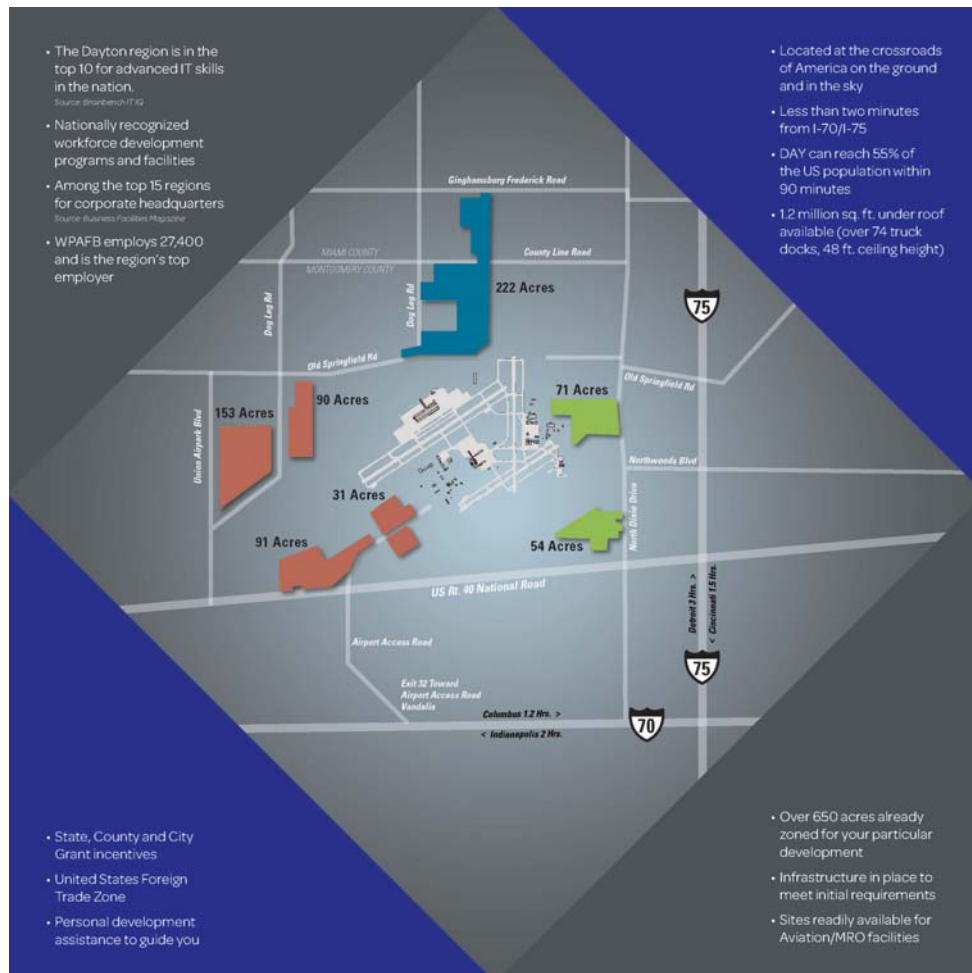 • The Dayton region is in the
top 10 for advanced IT skills
in the nation.
Source: Brainbench IT IQ
• Nationally recognized
workforce development
programs and facilities
• Among the top 15 regions
for corporate headquarters
Source: Business Facilities Magazine
• WPAFB employs 27,400
and is the region's top
employer
• Located at the crossroads
of America on the ground
and in the sky
• Less than two minutes
from I-70/I-75
• DAY can reach 55% of
the US population within
90 minutes
• 1.2 million sq. ft. under roof
available (over 74 truck
docks, 48 ft. ceiling height)
Ginghamsburg Frederick Road
MIAMI COUNTY
MONTGOMERY COUNTY
County Line Road
222 Acres
Dog Leg Rd
Dog Leg Rd
75
Old Springfield Rd
Old Springfield Rd
90 Acres
71 Acres
153 Acres
Union Airpark Blvd
Northwoods Blvd
31 Acres
North Dixie Drive
91 Acres
54 Acres
US Rt. 40 National Road
Detroit 3 Hrs. >
< Cincinnati 1.5 Hrs.
Airport Access Road
75
Exit 32 Toward
Airport Access Road
Vandalia
Columbus 1.2 Hrs. >
< Indianapolis 2 Hrs.
70
• State, County and City
Grant incentives
• United States Foreign
Trade Zone
• Personal development
assistance to guide you
• Over 650 acres already
zoned for your particular
development
• Infrastructure in place to
meet initial requirements
• Sites readily available for
Aviation/MRO facilities